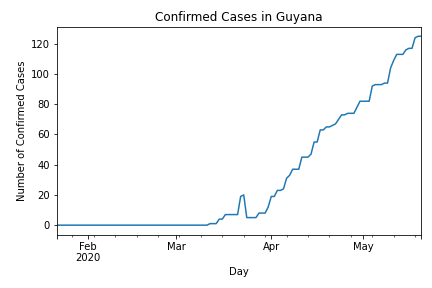 Confirmed Cases in Guyana
Number of Confirmed Cases
120
100
80
60
40
20
0
Feb
2020
Mar
Apr
May
Day